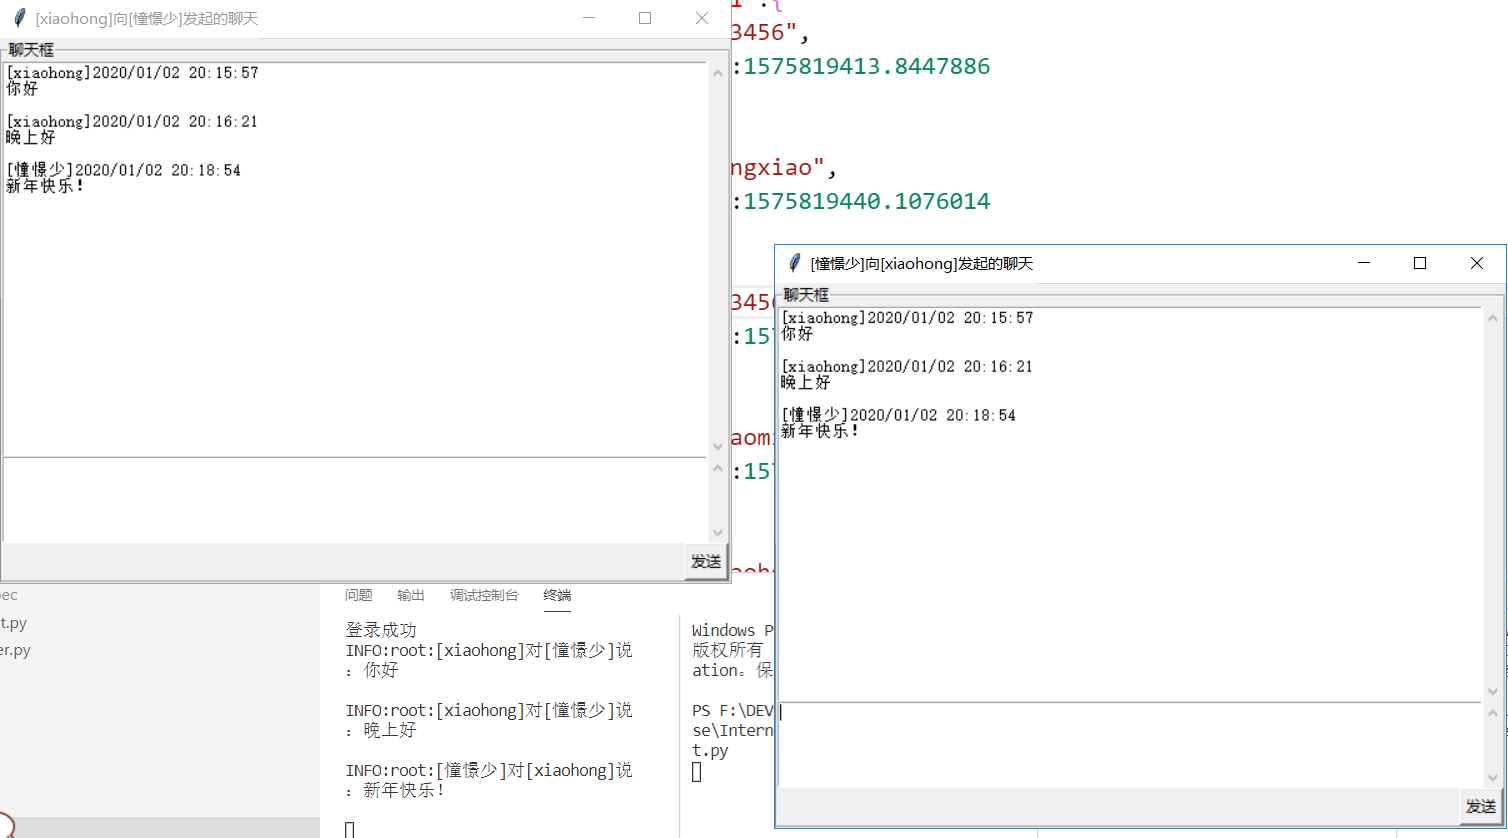 [xiaohong]向[憧憬少]发起的聊天
聊天框
[xiaohong]2020/01/02 20:15:57
你好
[xiaohong]2020/01/02 20:16:21
晚上好
[憧憬少]2020/01/02 20:18:54
新年快乐!
发送
3456",
:1575819413.8447886
ngxiao",
:1575819440.1076014
345
:15
aom
:15
aoh
[憧憬少]向[xiaohong]发起的聊天
聊天框
[xiaohong]2020/01/02 20:15:57
你好
[xiaohong]2020/01/02 20:16:21
晚上好
[憧憬少]2020/01/02 20:18:54
新年快乐!
发送
ec
t.py
er.py
问题 输出 调试控制台 终端
登录成功
INFO:root:[xiaohong]对[憧憬少]说
: 你好
INFO:root:[xiaohong]对[憧憬少]说
: 晚上好
INFO:root:[憧憬少]对[xiaohong]说
: 新年快乐!
Windows P
版权所有
ation。保
PS F:\DEV
se\Intern
t.py